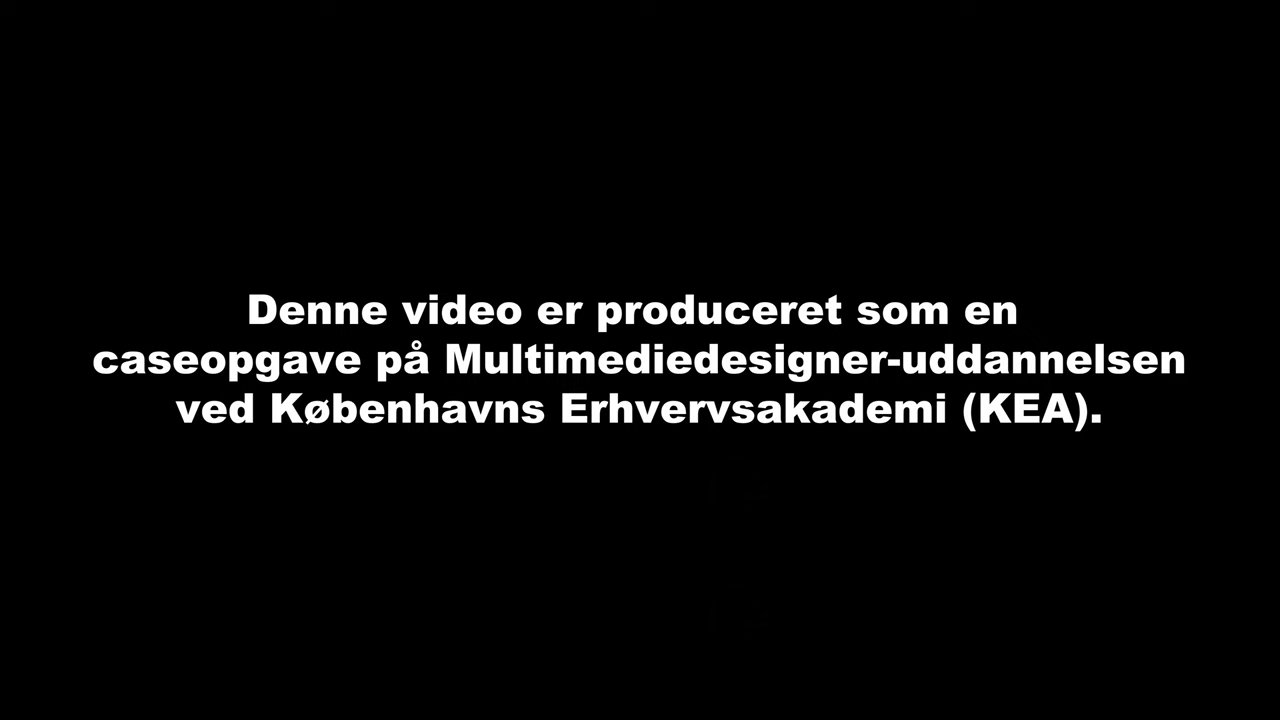 Denne video er produceret som en
caseopgave på Multimediedesigner-uddannelsen
ved Københavns Erhvervsakademi (KEA).